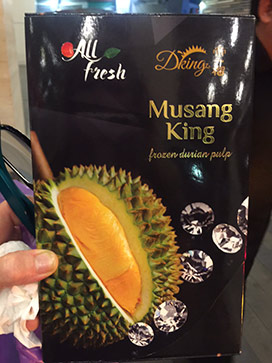 All
fresh
Dking
Musang
King
frozen durian pulp